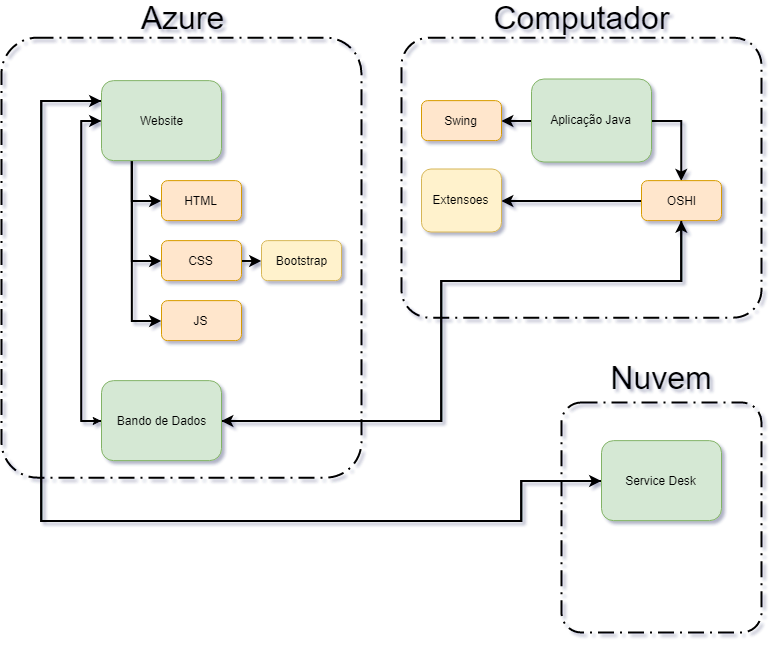 Azure
Website
HTML
CSS
Bootstrap
JS
Bando de Dados
Computador
Swing
Aplicação Java
Extensoes
OSHI
Nuvem
Service Desk